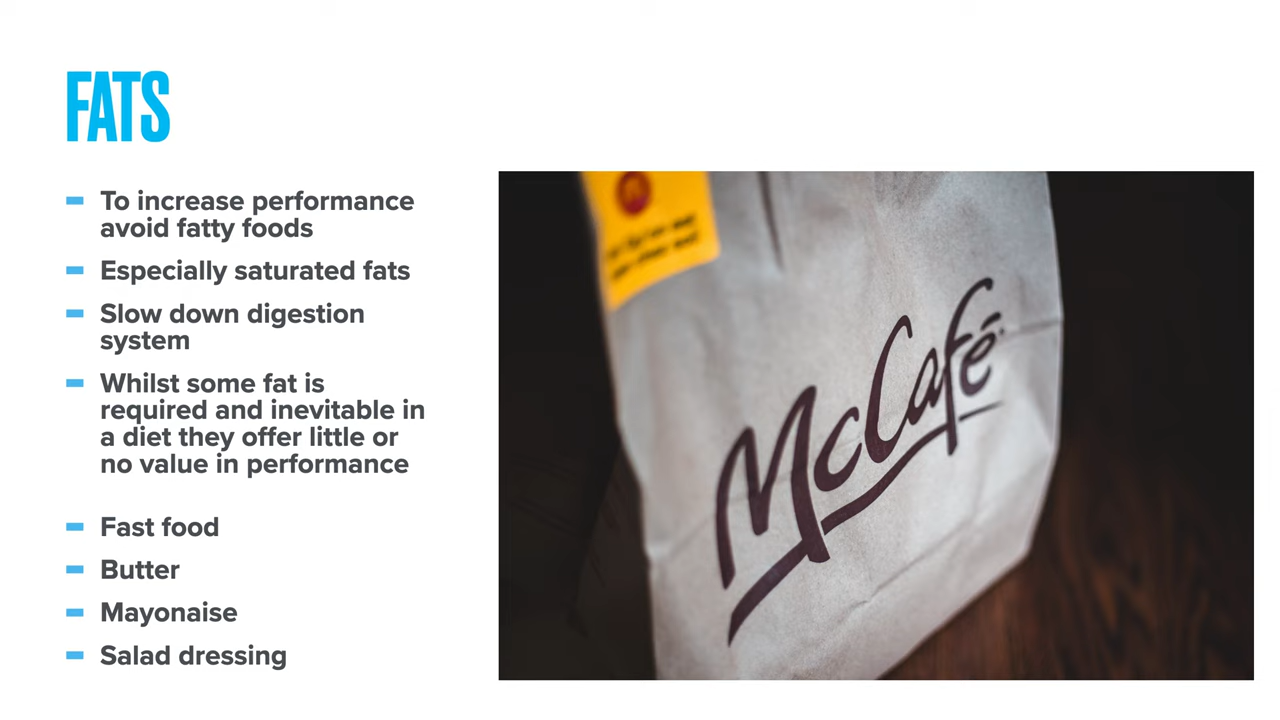 FATS
To increase performance
avoid fatty foods
Especially saturated fats
Slow down digestion
system
Whilst some fat is
required and inevitable in
a diet they offer little or
no value in performance
Fast food
Butter
Mayonaise
Salad dressing
McCafé